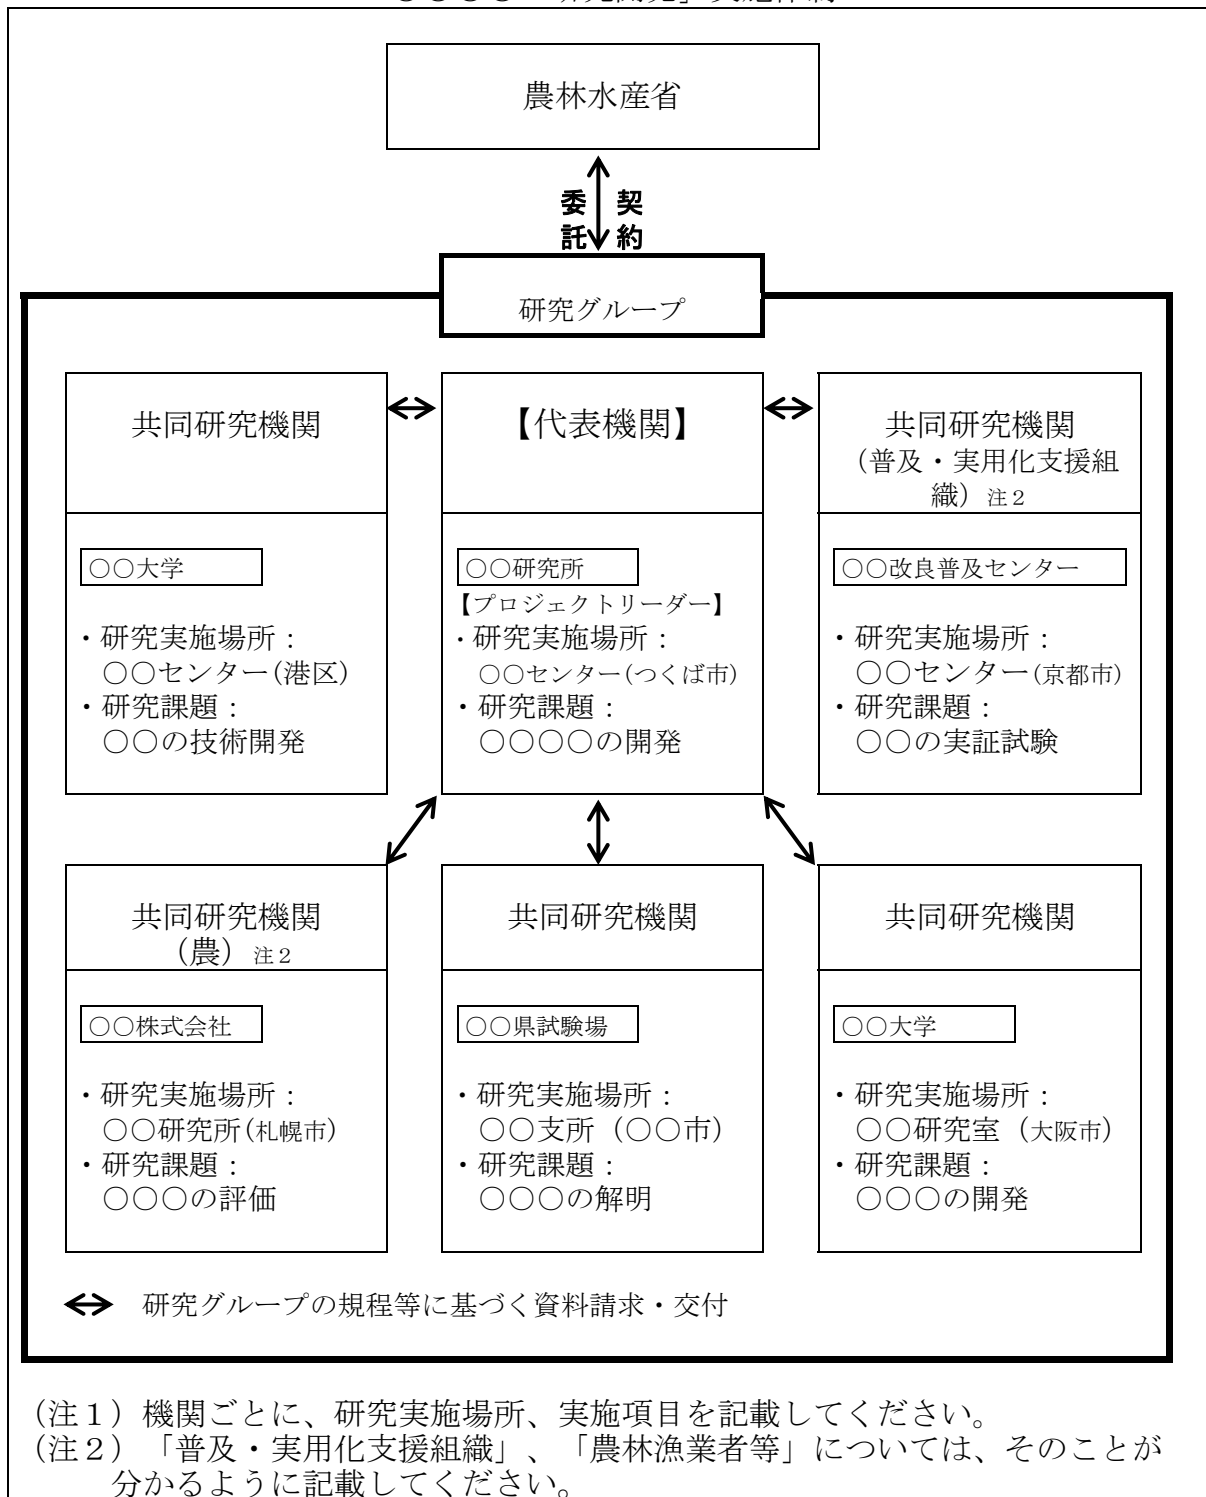 農林水産省
委 契
託 約
研究グループ
共同研究機関
【代表機関】
共同研究機関
（普及・実用化支援組
織）注２
○○大学
・研究実施場所：
○○センター(港区)
・研究課題：
○○の技術開発
○○研究所
【プロジェクトリーダー】
・研究実施場所：
○○センター(つくば市)
・研究課題：
○○○○の開発
○○改良普及センター
・研究実施場所：
○○センター(京都市)
・研究課題：
○○の実証試験
共同研究機関
（農）注２
○○株式会社
・研究実施場所：
○○研究所(札幌市)
・研究課題：
○○○の評価
共同研究機関
○○県試験場
・研究実施場所：
○○支所（○○市）
・研究課題：
○○○の解明
共同研究機関
○○大学
・研究実施場所：
○○研究室（大阪市）
・研究課題：
○○○の開発
研究グループの規程等に基づく資料請求・交付
（注１）機関ごとに、研究実施場所、実施項目を記載してください。
（注２）「普及・実用化支援組織」、「農林漁業者等」については、そのことが
分かるように記載してください。